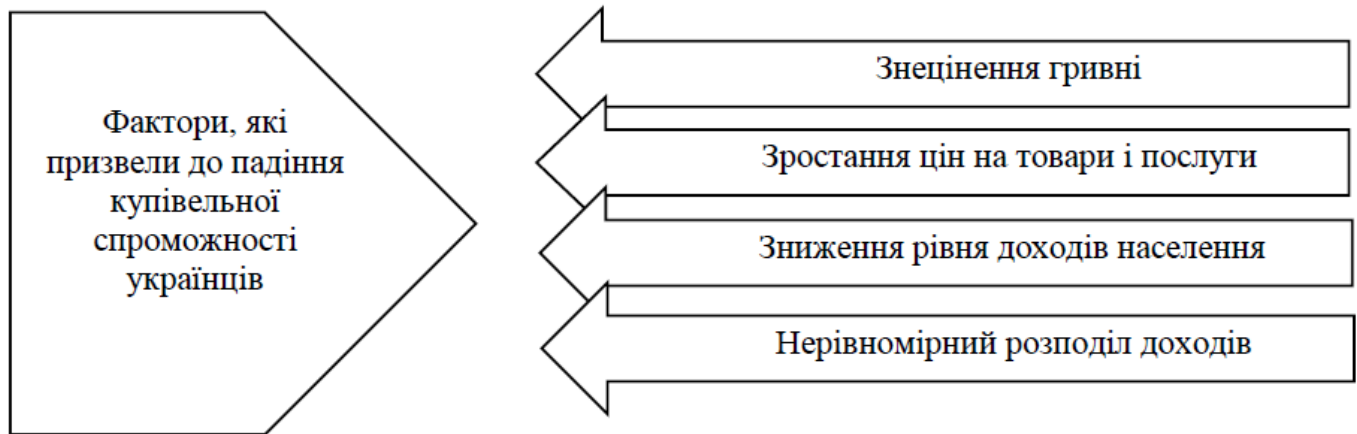 Фактори, які
призвели до падіння
купівельної
спроможності
українців
Знецінення гривні
Зростання цін на товари і послуги
Зниження рівня доходів населення
Нерівномірний розподіл доходів